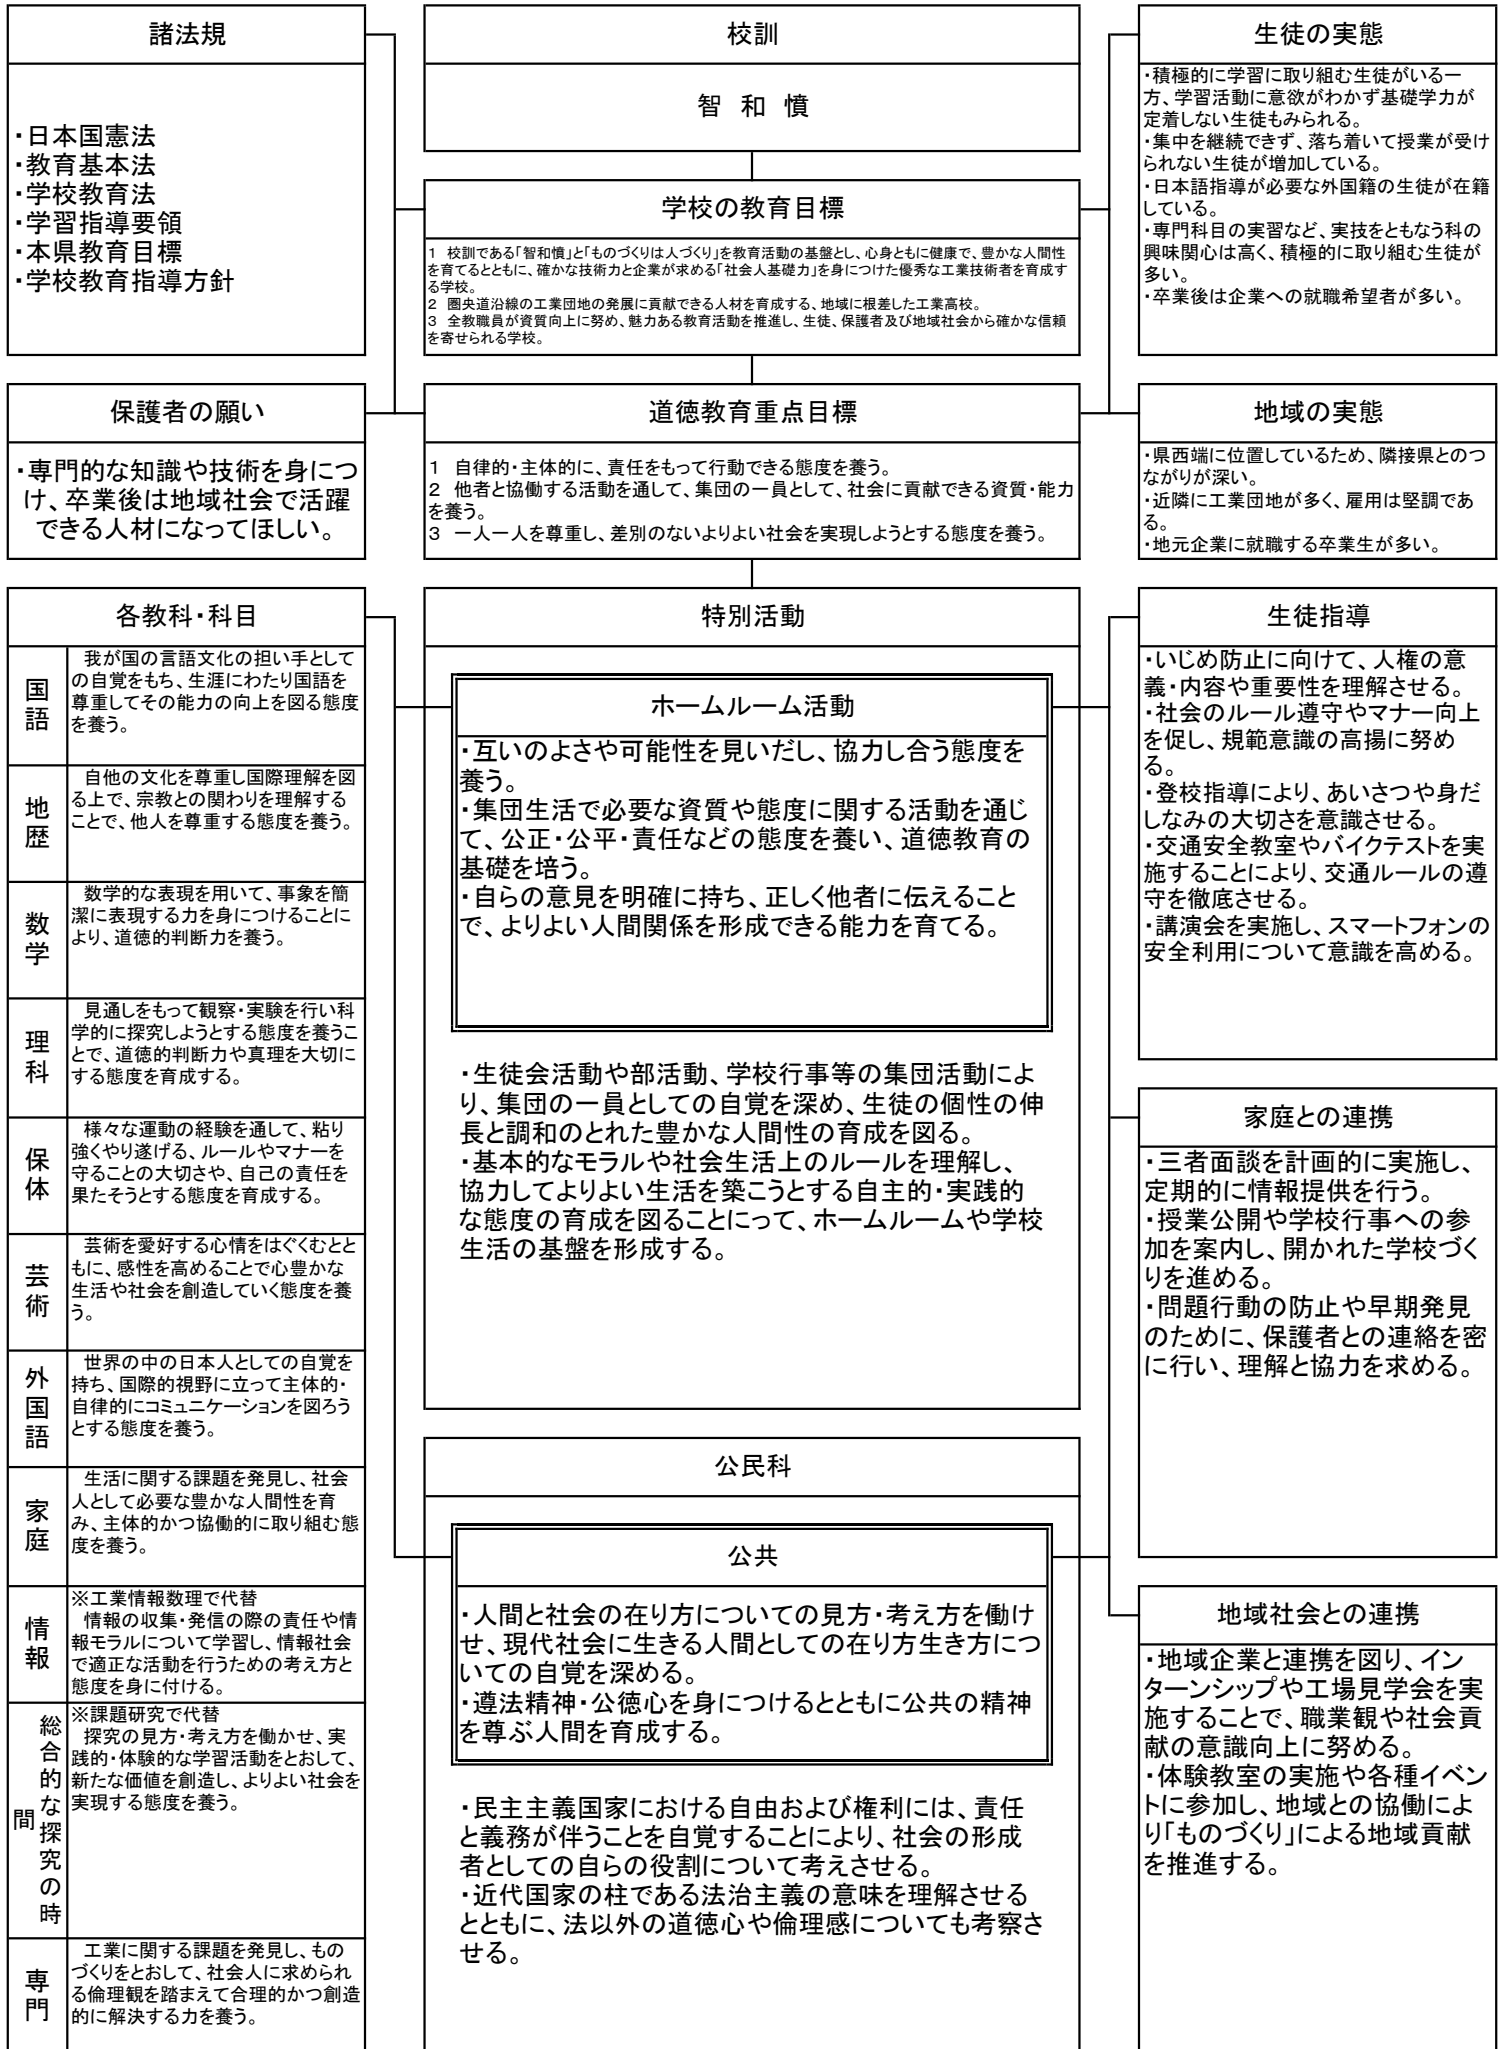 諸法規
・日本国憲法
・教育基本法
・学校教育法
・学習指導要領
・本県教育目標
・学校教育指導方針
校訓
智 和 憤
生徒の実態
・積極的に学習に取り組む生徒がいる一
方、学習活動に意欲がわかず基礎学力が
定着しない生徒もみられる。
・集中を継続できず、落ち着いて授業が受け
られない生徒が増加している。
・日本語指導が必要な外国籍の生徒が在籍
している。
・専門科目の実習など、実技をともなう科の
興味関心は高く、積極的に取り組む生徒が
多い。
・卒業後は企業への就職希望者が多い。
学校の教育目標
1 校訓である「智和憤」と「ものづくりは人づくり」を教育活動の基盤とし、心身ともに健康で、豊かな人間性
を育てるとともに、確かな技術力と企業が求める「社会人基礎力」を身につけた優秀な工業技術者を育成す
る学校。
2 圏央道沿線の工業団地の発展に貢献できる人材を育成する、地域に根差した工業高校。
3 全教職員が資質向上に努め、魅力ある教育活動を推進し、生徒、保護者及び地域社会から確かな信頼
を寄せられる学校。
保護者の願い
・専門的な知識や技術を身につ
け、卒業後は地域社会で活躍
できる人材になってほしい。
道徳教育重点目標
1 自律的・主体的に、責任をもって行動できる態度を養う。
2 他者と協働する活動を通して、集団の一員として、社会に貢献できる資質・能力
を養う。
3 一人一人を尊重し、差別のないよりよい社会を実現しようとする態度を養う。
地域の実態
・県西端に位置しているため、隣接県とのつ
ながりが深い。
・近隣に工業団地が多く、雇用は堅調であ
る。
・地元企業に就職する卒業生が多い。
各教科・科目
国語
我が国の言語文化の担い手として
の自覚をもち、生涯にわたり国語を
尊重してその能力の向上を図る態度
を養う。
地歴
自他の文化を尊重し国際理解を図
る上で、宗教との関わりを理解する
ことで、他人を尊重する態度を養う。
数学
数学的な表現を用いて、事象を簡
潔に表現する力を身につけることに
より、道徳的判断力を養う。
理科
見通しをもって観察・実験を行い科
学的に探究しようとする態度を養うこ
とで、道徳的判断力や真理を大切に
する態度を育成する。
保体
様々な運動の経験を通して、粘り
強くやり遂げる、ルールやマナーを
守ることの大切さや、自己の責任を
果たそうとする態度を育成する。
芸術
芸術を愛好する心情をはぐくむとと
もに、感性を高めることで心豊かな
生活や社会を創造していく態度を養
う。
外国語
世界の中の日本人としての自覚を
持ち、国際的視野に立って主体的・
自律的にコミュニケーションを図ろう
とする態度を養う。
家庭
生活に関する課題を発見し、社会
人として必要な豊かな人間性を育
み、主体的かつ協働的に取り組む態
度を養う。
情報
※工業情報数理で代替
情報の収集・発信の際の責任や情
報モラルについて学習し、情報社会
で適正な活動を行うための考え方と
態度を身に付ける。
総合的な探究の時
間
※課題研究で代替
探究の見方・考え方を働かせ、実
践的・体験的な学習活動をとおして、
新たな価値を創造し、よりよい社会を
実現する態度を養う。
専門
工業に関する課題を発見し、もの
づくりをとおして、社会人に求められ
る倫理観を踏まえて合理的かつ創造
的に解決する力を養う。
特別活動
ホームルーム活動
・互いのよさや可能性を見いだし、協力し合う態度を
養う。
・集団生活で必要な資質や態度に関する活動を通じ
て、公正・公平・責任などの態度を養い、道徳教育の
基礎を培う。
・自らの意見を明確に持ち、正しく他者に伝えること
で、よりよい人間関係を形成できる能力を育てる。
・生徒会活動や部活動、学校行事等の集団活動によ
り、集団の一員としての自覚を深め、生徒の個性の伸
長と調和のとれた豊かな人間性の育成を図る。
・基本的なモラルや社会生活上のルールを理解し、
協力してよりよい生活を築こうとする自主的・実践的
な態度の育成を図ることにって、ホームルームや学校
生活の基盤を形成する。
公民科
公共
・人間と社会の在り方についての見方・考え方を働け
せ、現代社会に生きる人間としての在り方生き方につ
いての自覚を深める。
・遵法精神・公徳心を身につけるとともに公共の精神
を尊ぶ人間を育成する。
・民主主義国家における自由および権利には、責任
と義務が伴うことを自覚することにより、社会の形成
者としての自らの役割について考えさせる。
・近代国家の柱である法治主義の意味を理解させる
とともに、法以外の道徳心や倫理感についても考察さ
せる。
生徒指導
・いじめ防止に向けて、人権の意
義・内容や重要性を理解させる。
・社会のルール遵守やマナー向上
を促し、規範意識の高揚に努め
る。
・登校指導により、あいさつや身だ
しなみの大切さを意識させる。
・交通安全教室やバイクテストを実
施することにより、交通ルールの遵
守を徹底させる。
・講演会を実施し、スマートフォンの
安全利用について意識を高める。
家庭との連携
・三者面談を計画的に実施し、
定期的に情報提供を行う。
・授業公開や学校行事への参
加を案内し、開かれた学校づく
りを進める。
・問題行動の防止や早期発見
のために、保護者との連絡を密
に行い、理解と協力を求める。
地域社会との連携
・地域企業と連携を図り、イン
ターンシップや工場見学会を実
施することで、職業観や社会貢
献の意識向上に努める。
・体験教室の実施や各種イベン
トに参加し、地域との協働によ
り「ものづくり」による地域貢献
を推進する。